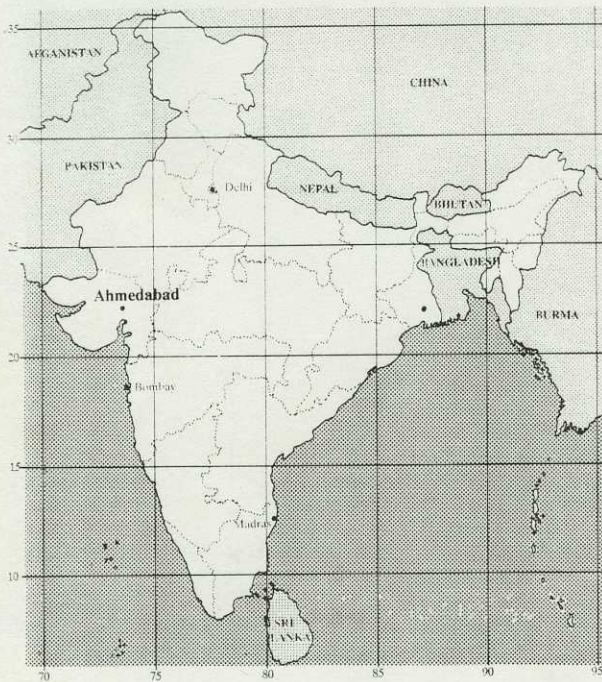 35
AFGANISTAN
CHINA
30
PAKISTAN
Delhi
NEPAL
BHUTAN
25
BANGLADESH
Ahmedabad
BURMA
20
Bombay
15
Madras
10
SRI
LANKA
70
75
80
85
90
95